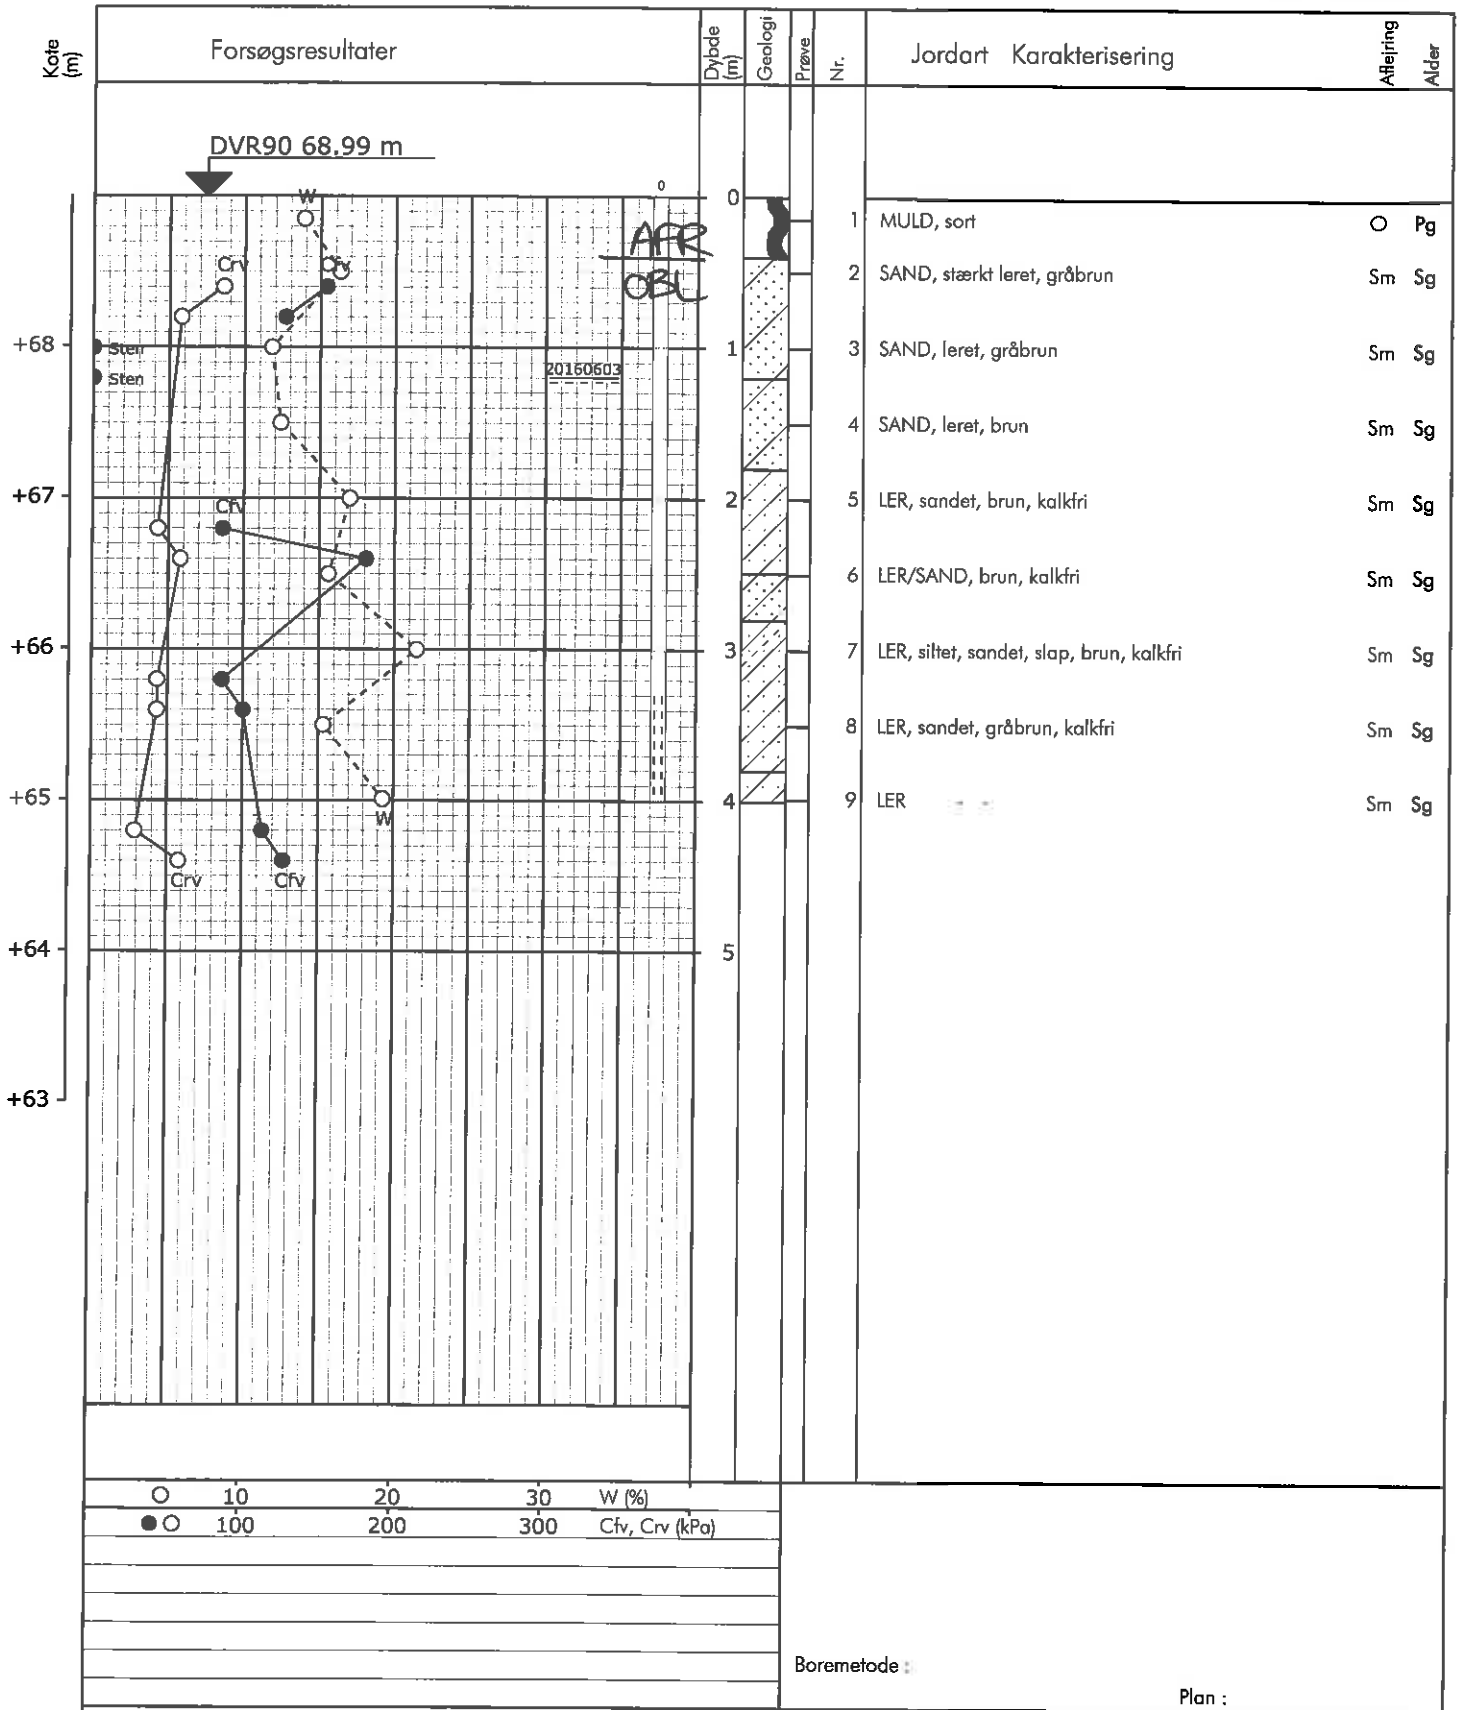 Kote (m)
Forsøgsresultater
Dybde (m)
Geologi
Prøve
Nr.
Jordart Karakterisering
Aflejring
Alder
DVR90 68.99 m
W
0
0
AFR
OBL
Crv
Cfv
1 MULD, sort O Pg
2 SAND, stærkt leret, gråbrun Sm Sg
+68
Sten
Sten
20160603
1
3 SAND, leret, gråbrun Sm Sg
4 SAND, leret, brun Sm Sg
+67
Cfv
2
5 LER, sandet, brun, kalkfri Sm Sg
6 LER/SAND, brun, kalkfri Sm Sg
+66
3
7 LER, siltet, sandet, slap, brun, kalkfri Sm Sg
8 LER, sandet, gråbrun, kalkfri Sm Sg
+65
W
4
9 LER Sm Sg
Crv
Cfv
+64
5
+63
10 20 30 W (%)
100 200 300 Cfv, Crv (kPa)
Boremetode :
Plan :